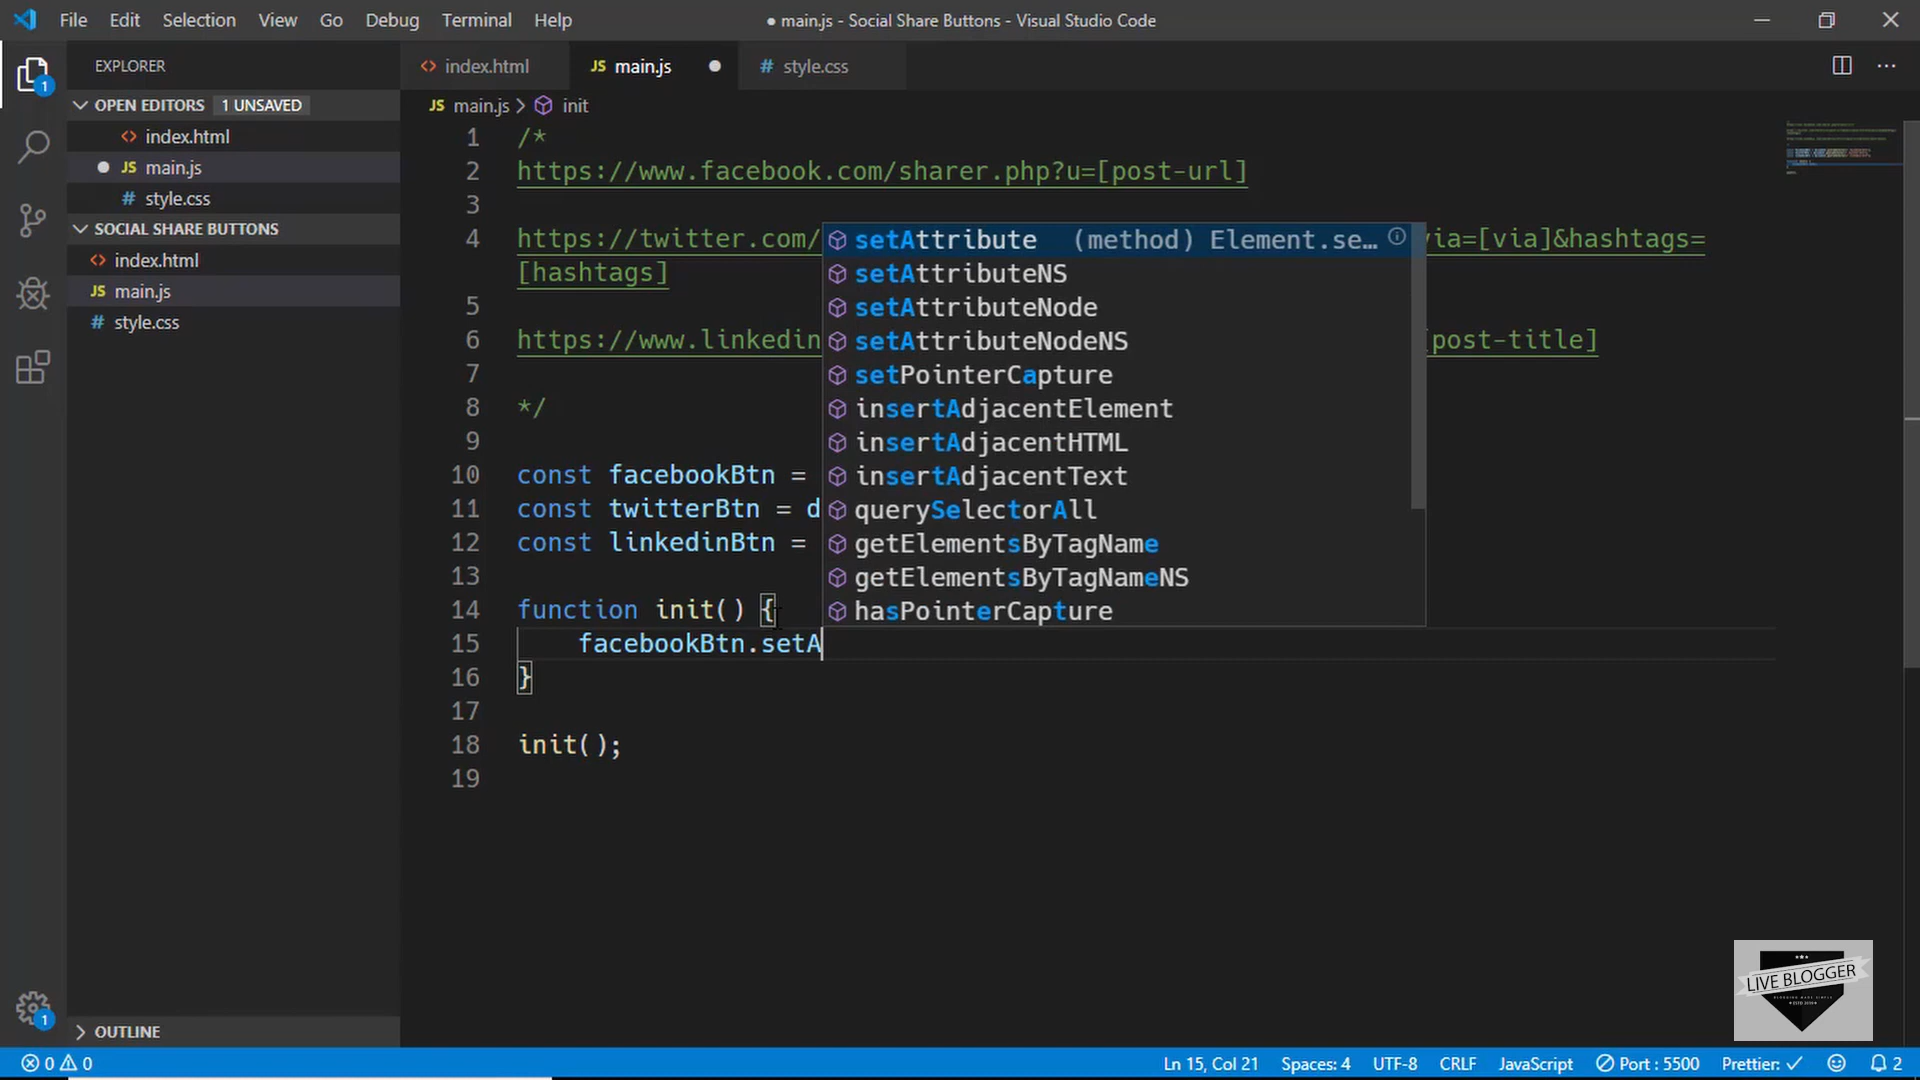 File Edit Selection View Go Debug Terminal Help
● main.js - Social Share Buttons - Visual Studio Code
EXPLORER
<> index.html
JS main.js ●
# style.css
OPEN EDITORS 1 UNSAVED
<> index.html
● JS main.js
# style.css
SOCIAL SHARE BUTTONS
<> index.html
JS main.js
# style.css
OUTLINE
JS main.js > init
1 /*
2 https://www.facebook.com/sharer.php?u=[post-url]
3
4 https://twitter.com/ via=[via]&hashtags=
[hashtags]
5
6 https://www.linkedin [post-title]
7
8 */
9
10 const facebookBtn =
11 const twitterBtn = d
12 const linkedinBtn =
13
14 function init() {
15 facebookBtn.setA
16 }
17
18 init();
19
setAttribute (method) Element.se…
setAttributeNS
setAttributeNode
setAttributeNodeNS
setPointerCapture
insertAdjacentElement
insertAdjacentHTML
insertAdjacentText
querySelectorAll
getElementsByTagName
getElementsByTagNameNS
hasPointerCapture
1
1
LIVE BLOGGER
0 0
Ln 15, Col 21 Spaces: 4 UTF-8 CRLF JavaScript Port : 5500 Prettier: ✓ 2